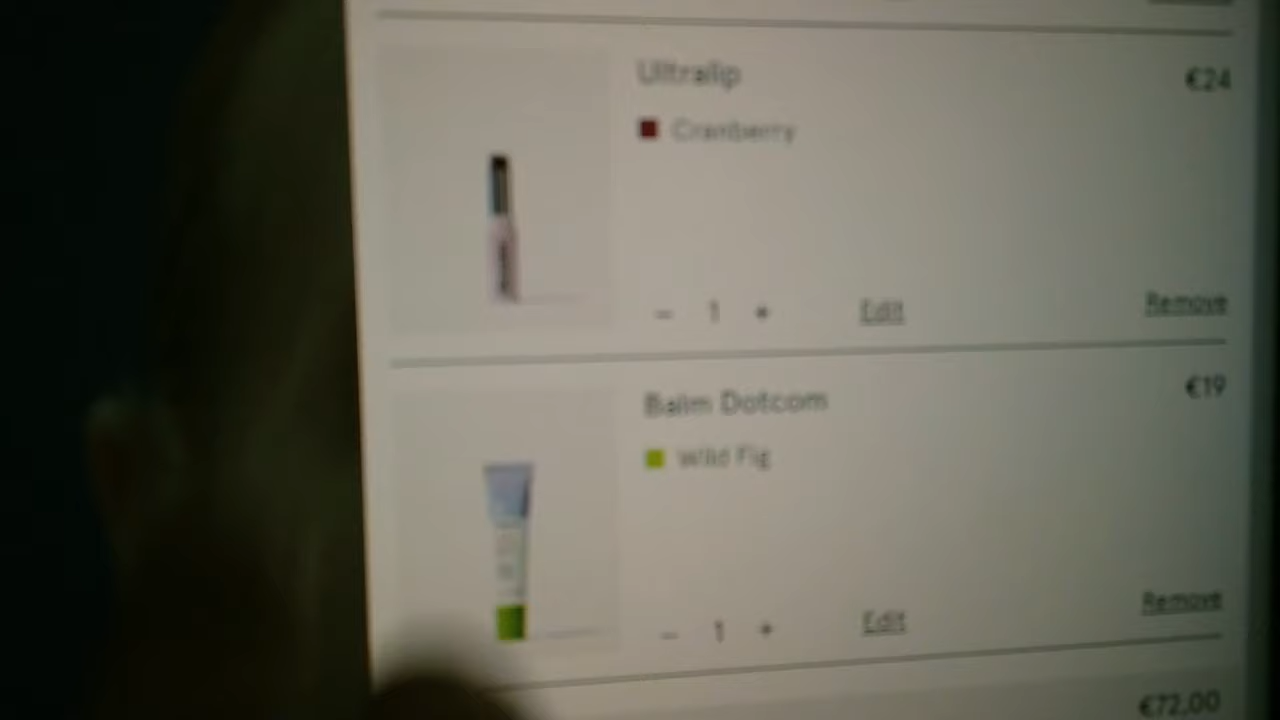 Ultralip
€24
Cranberry
− 1 +
Edit
Remove
Balm Dotcom
€19
Wild Fig
− 1 +
Edit
Remove
€72,00